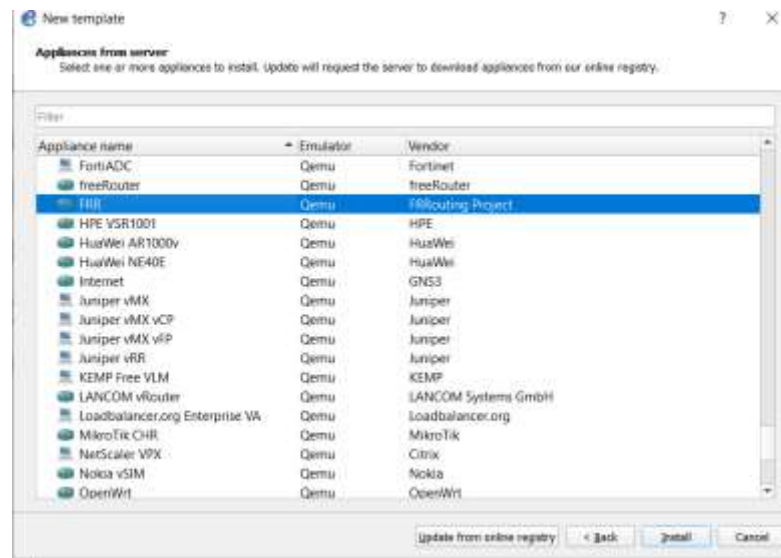 New template
Appliances from server
Select one or more appliances to install. Update will request the server to download appliances from our online registry.
Filter
Appliance name Emulator Vendor
FortiADC Qemu Fortinet
freeRouter Qemu freeRouter
FRR Qemu FRRouting Project
HPE VSR1001 Qemu HPE
HuaWei AR1000v Qemu HuaWei
HuaWei NE40E Qemu HuaWei
Internet Qemu GNS3
Juniper vMX Qemu Juniper
Juniper vMX vCP Qemu Juniper
Juniper vMX vFP Qemu Juniper
Juniper vRR Qemu Juniper
KEMP Free VLM Qemu KEMP
LANCOM vRouter Qemu LANCOM Systems GmbH
Loadbalancer.org Enterprise VA Qemu Loadbalancer.org
MikroTik CHR Qemu MikroTik
NetScaler VPX Qemu Citrix
Nokia vSIM Qemu Nokia
OpenWrt Qemu OpenWrt
Update from online registry < Back Install Cancel